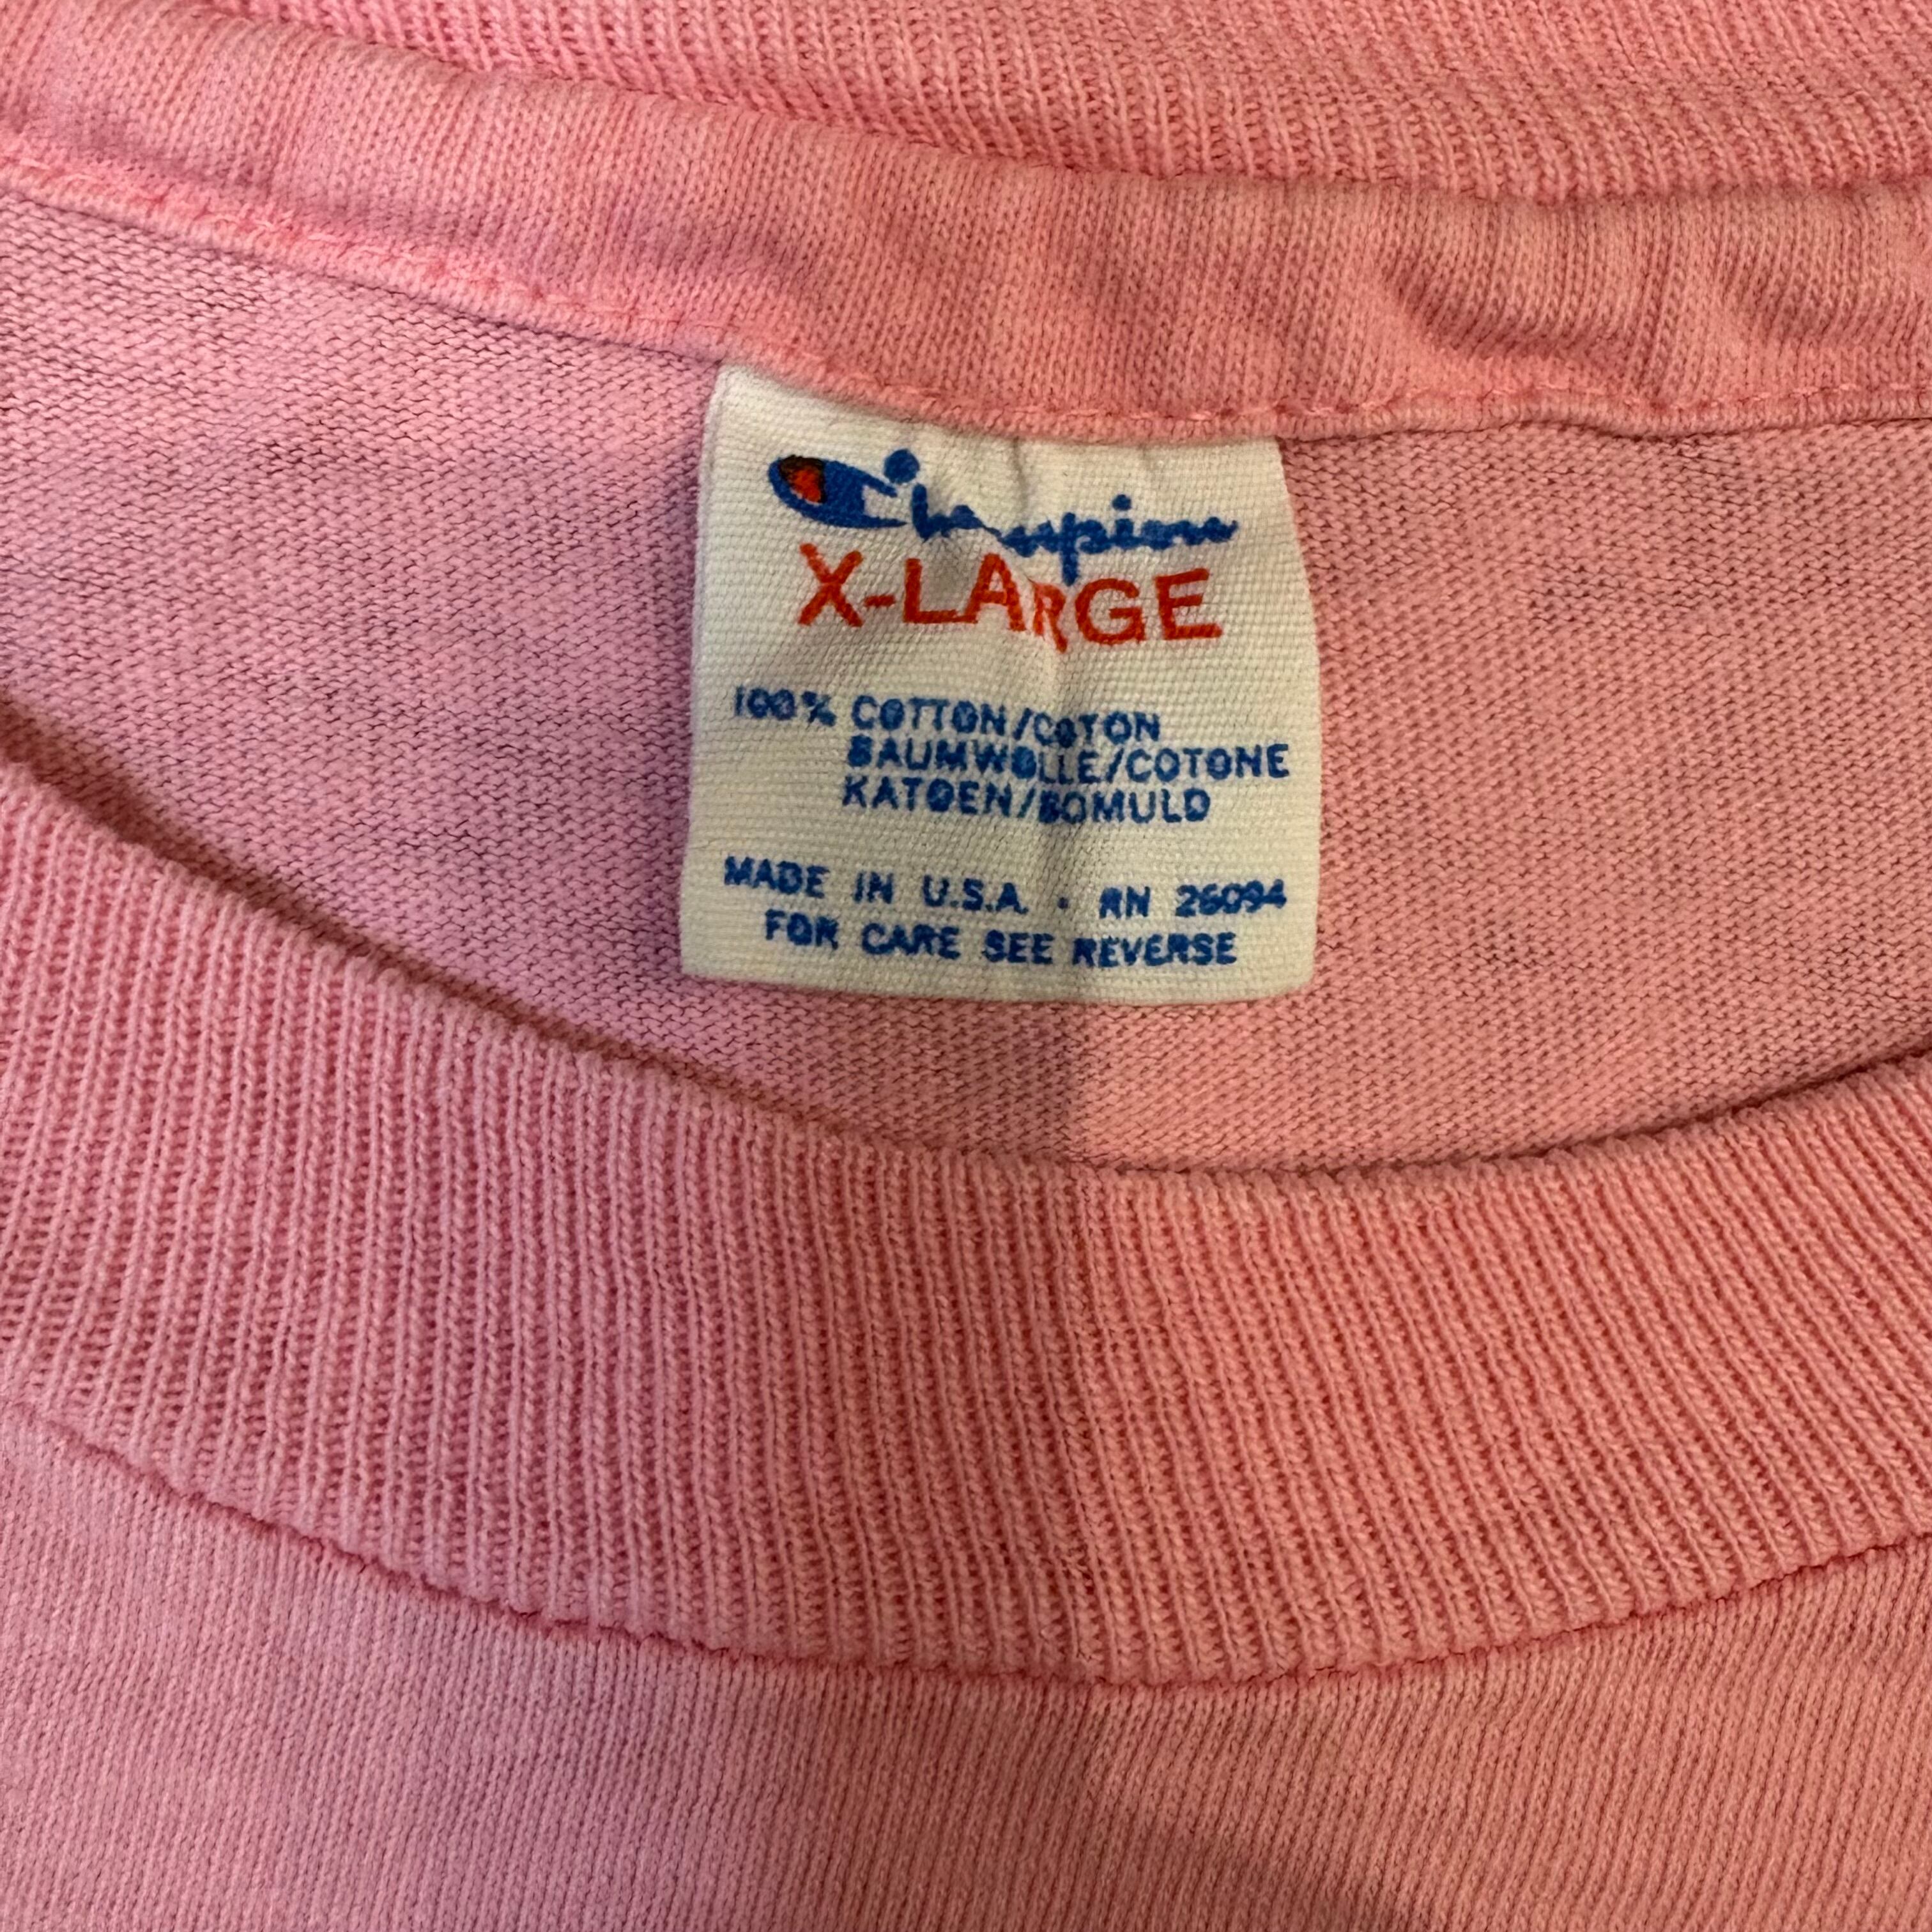 Champion
X-LARGE
100% COTTON/COTON
BAUMWOLLE/COTONE
KATOEN/BOMULD
MADE IN U.S.A. • RN 26094
FOR CARE SEE REVERSE